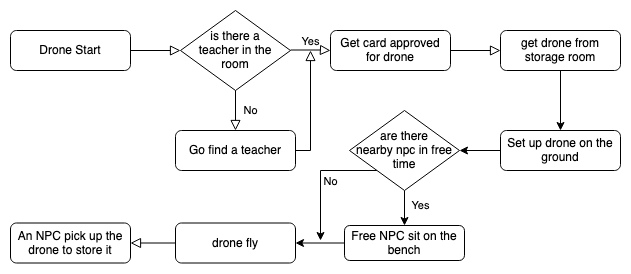 is there a
teacher in the
room
Drone Start
Yes
Get card approved
for drone
get drone from
storage room
No
Go find a teacher
are there
nearby npc in free
time
Set up drone on the
ground
No
Yes
An NPC pick up the
drone to store it
drone fly
Free NPC sit on the
bench